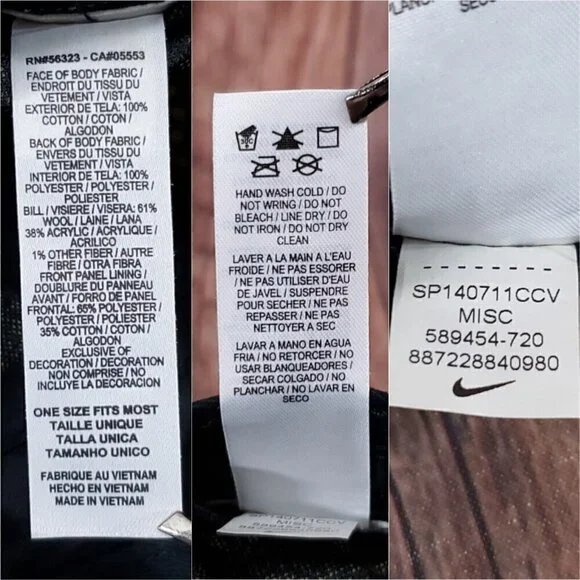 RN#56323 - CA#05553
FACE OF BODY FABRIC /
ENDROIT DU TISSU DU
VETEMENT / VISTA
EXTERIOR DE TELA: 100%
COTTON / COTON /
ALGODON
BACK OF BODY FABRIC /
ENVERS DU TISSU DU
VETEMENT / VISTA
INTERIOR DE TELA: 100%
POLYESTER / POLYESTER /
POLIESTER
BILL / VISIERE / VISERA: 61%
WOOL / LAINE / LANA
38% ACRYLIC / ACRYLIQUE /
ACRILICO
1% OTHER FIBER / AUTRE
FIBRE / OTRA FIBRA
FRONT PANEL LINING /
DOUBLURE DU PANNEAU
AVANT / FORRO DE PANEL
FRONTAL: 65% POLYESTER /
POLYESTER / POLIESTER
35% COTTON / COTON /
ALGODON
EXCLUSIVE OF
DECORATION / DECORATION
NON COMPRISE / NO
INCLUYE LA DECORACION
ONE SIZE FITS MOST
TAILLE UNIQUE
TALLA UNICA
TAMANHO UNICO
FABRIQUE AU VIETNAM
HECHO EN VIETNAM
MADE IN VIETNAM
30C
HAND WASH COLD / DO
NOT WRING / DO NOT
BLEACH / LINE DRY / DO
NOT IRON / DO NOT DRY
CLEAN
LAVER A LA MAIN A L'EAU
FROIDE / NE PAS ESSORER
/ NE PAS UTILISER D'EAU
DE JAVEL / SUSPENDRE
POUR SECHER / NE PAS
REPASSER / NE PAS
NETTOYER A SEC
LAVAR A MANO EN AGUA
FRIA / NO RETORCER / NO
USAR BLANQUEADORES /
SECAR COLGADO / NO
PLANCHAR / NO LAVAR EN
SECO
SP140711CCV
MISC
589454-720
SECO
SP140711CCV
MISC
589454-720
887228840980